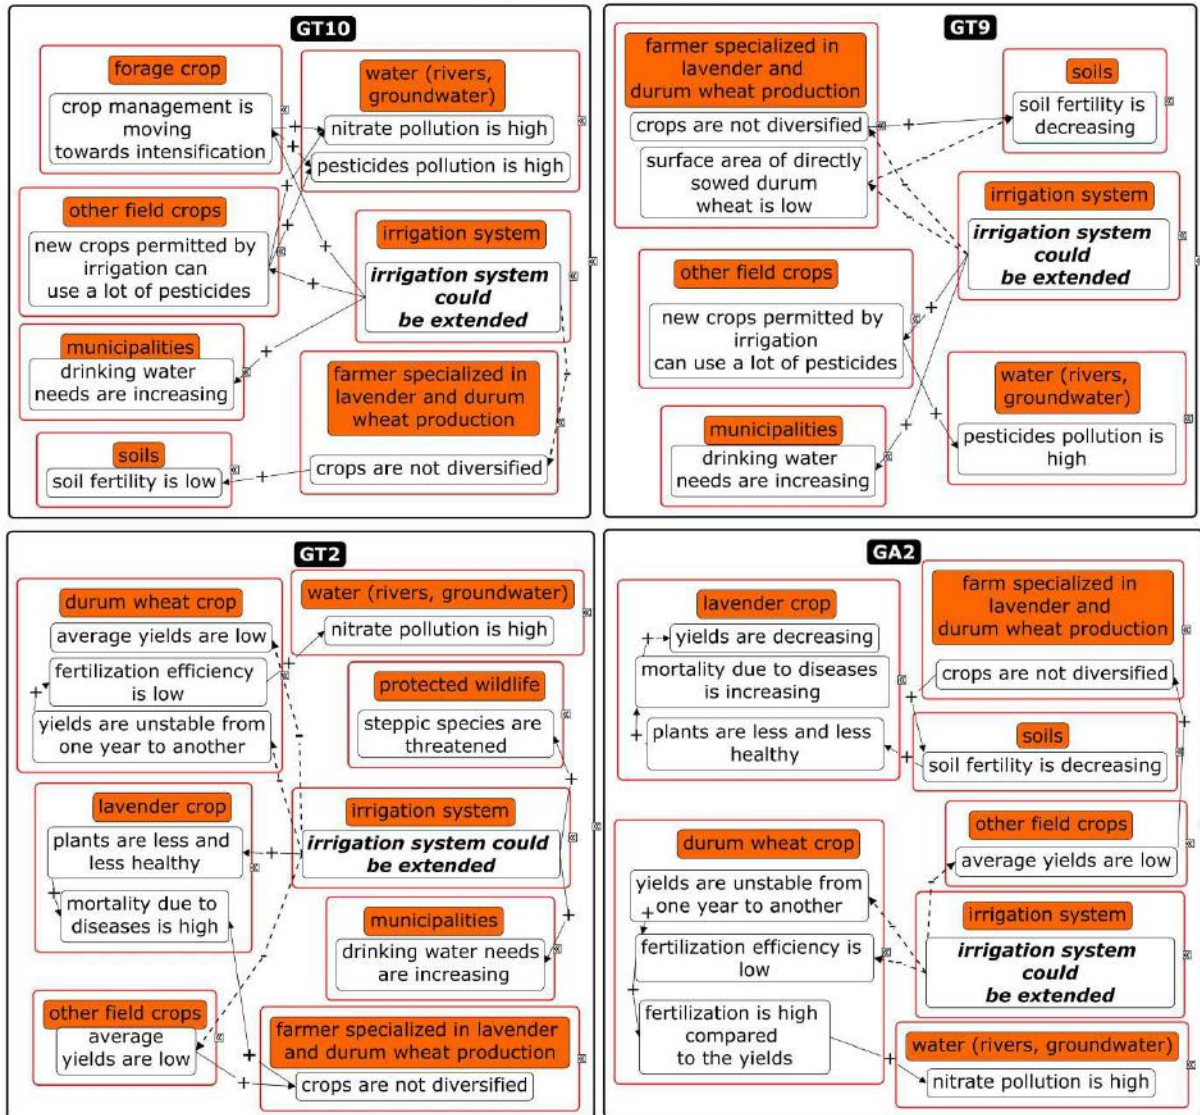 GT10
forage crop
crop management is
moving
towards intensification
water (rivers,
groundwater)
nitrate pollution is high
pesticides pollution is high
+
+
+
+
other field crops
new crops permitted by
irrigation can
use a lot of pesticides
+
+
irrigation system
irrigation system
could
be extended
+
municipalities
drinking water
needs are increasing
farmer specialized in
lavender and durum
wheat production
-
crops are not diversified
+
soils
soil fertility is low
GT9
farmer specialized in
lavender and
durum wheat production
crops are not diversified
+
surface area of directly
sowed durum
wheat is low
soils
soil fertility is
decreasing
-
-
irrigation system
irrigation system
could
be extended
other field crops
new crops permitted by
irrigation
can use a lot of pesticides
+
+
water (rivers,
groundwater)
pesticides pollution is
high
municipalities
drinking water
needs are increasing
+
GT2
durum wheat crop
average yields are low
fertilization efficiency
is low
+
yields are unstable from
one year to another
water (rivers, groundwater)
nitrate pollution is high
+
protected wildlife
steppic species are
threatened
+
-
-
lavender crop
plants are less and
less healthy
+
+
mortality due to
diseases is high
irrigation system
irrigation system could
be extended
-
+
municipalities
drinking water needs
are increasing
other field crops
average
yields are low
+
+
farmer specialized in lavender
and durum wheat production
crops are not diversified
GA2
lavender crop
+
yields are decreasing
mortality due to diseases
is increasing
+
plants are less and less
healthy
farm specialized in
lavender and
durum wheat production
crops are not diversified
+
+
+
soils
soil fertility is decreasing
other field crops
average yields are low
durum wheat crop
yields are unstable from
one year to another
+
fertilization efficiency is
low
+
fertilization is high
compared
to the yields
-
-
-
irrigation system
irrigation system
could
be extended
+
water (rivers, groundwater)
nitrate pollution is high